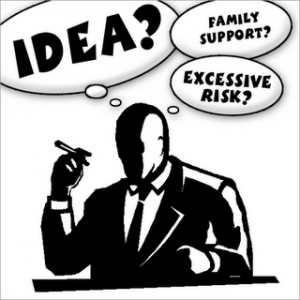 IDEA?
FAMILY
SUPPORT?
EXCESSIVE
RISK?